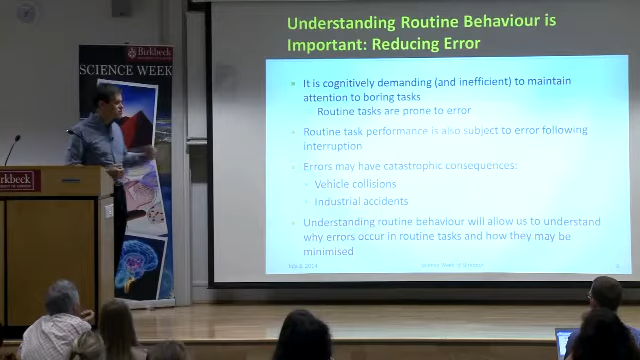 Understanding Routine Behaviour is
Important: Reducing Error
Birkbeck
SCIENCE WEEK
It is cognitively demanding (and inefficient) to maintain
attention to boring tasks
Routine tasks are prone to error
Routine task performance is also subject to error following
interruption
Errors may have catastrophic consequences:
Vehicle collisions
Industrial accidents
Understanding routine behaviour will allow us to understand
why errors occur in routine tasks and how they may be
minimised
Science Week